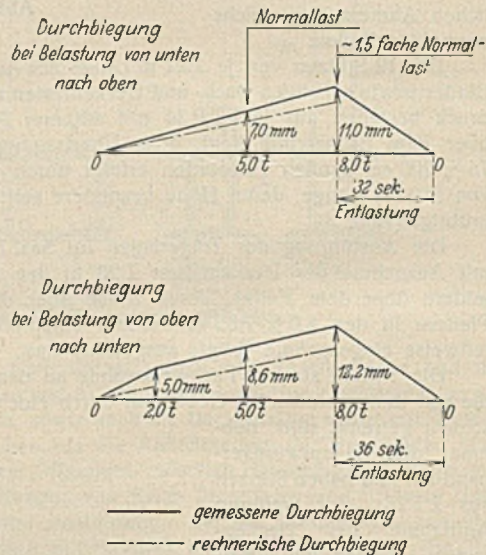 Durchbiegung
bei Belastung von unten
nach oben
Normallast
~1,5 fache Normal-
last
7,0 mm
11,0 mm
0
5,0 t
8,0 t
0
32 sek.
Entlastung
Durchbiegung
bei Belastung von oben
nach unten
5,0 mm
8,6 mm
12,2 mm
0
2,0 t
5,0 t
8,0 t
0
36 sek.
Entlastung
gemessene Durchbiegung
rechnerische Durchbiegung